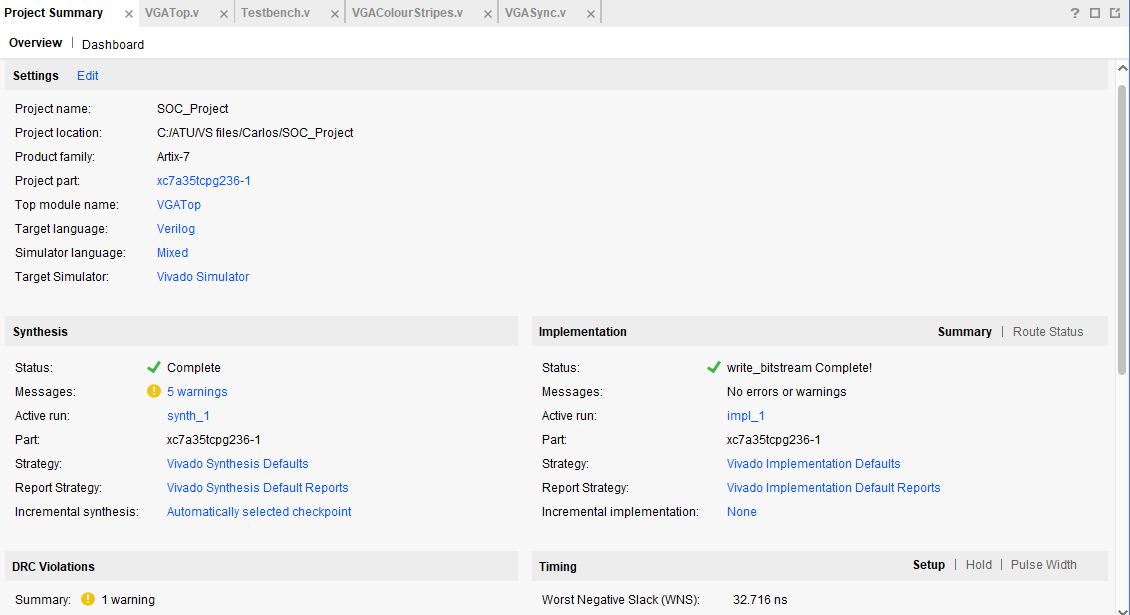 Project Summary × VGATop.v × Testbench.v × VGAColourStripes.v × VGASync.v × ?
Overview | Dashboard
Settings Edit
Project name: SOC_Project
Project location: C:/ATU/VS files/Carlos/SOC_Project
Product family: Artix-7
Project part: xc7a35tcpg236-1
Top module name: VGATop
Target language: Verilog
Simulator language: Mixed
Target Simulator: Vivado Simulator
Synthesis
Status: Complete
Messages: 5 warnings
Active run: synth_1
Part: xc7a35tcpg236-1
Strategy: Vivado Synthesis Defaults
Report Strategy: Vivado Synthesis Default Reports
Incremental synthesis: Automatically selected checkpoint
Implementation Summary | Route Status
Status: write_bitstream Complete!
Messages: No errors or warnings
Active run: impl_1
Part: xc7a35tcpg236-1
Strategy: Vivado Implementation Defaults
Report Strategy: Vivado Implementation Default Reports
Incremental implementation: None
DRC Violations
Summary: 1 warning
Timing Setup | Hold | Pulse Width
Worst Negative Slack (WNS): 32.716 ns